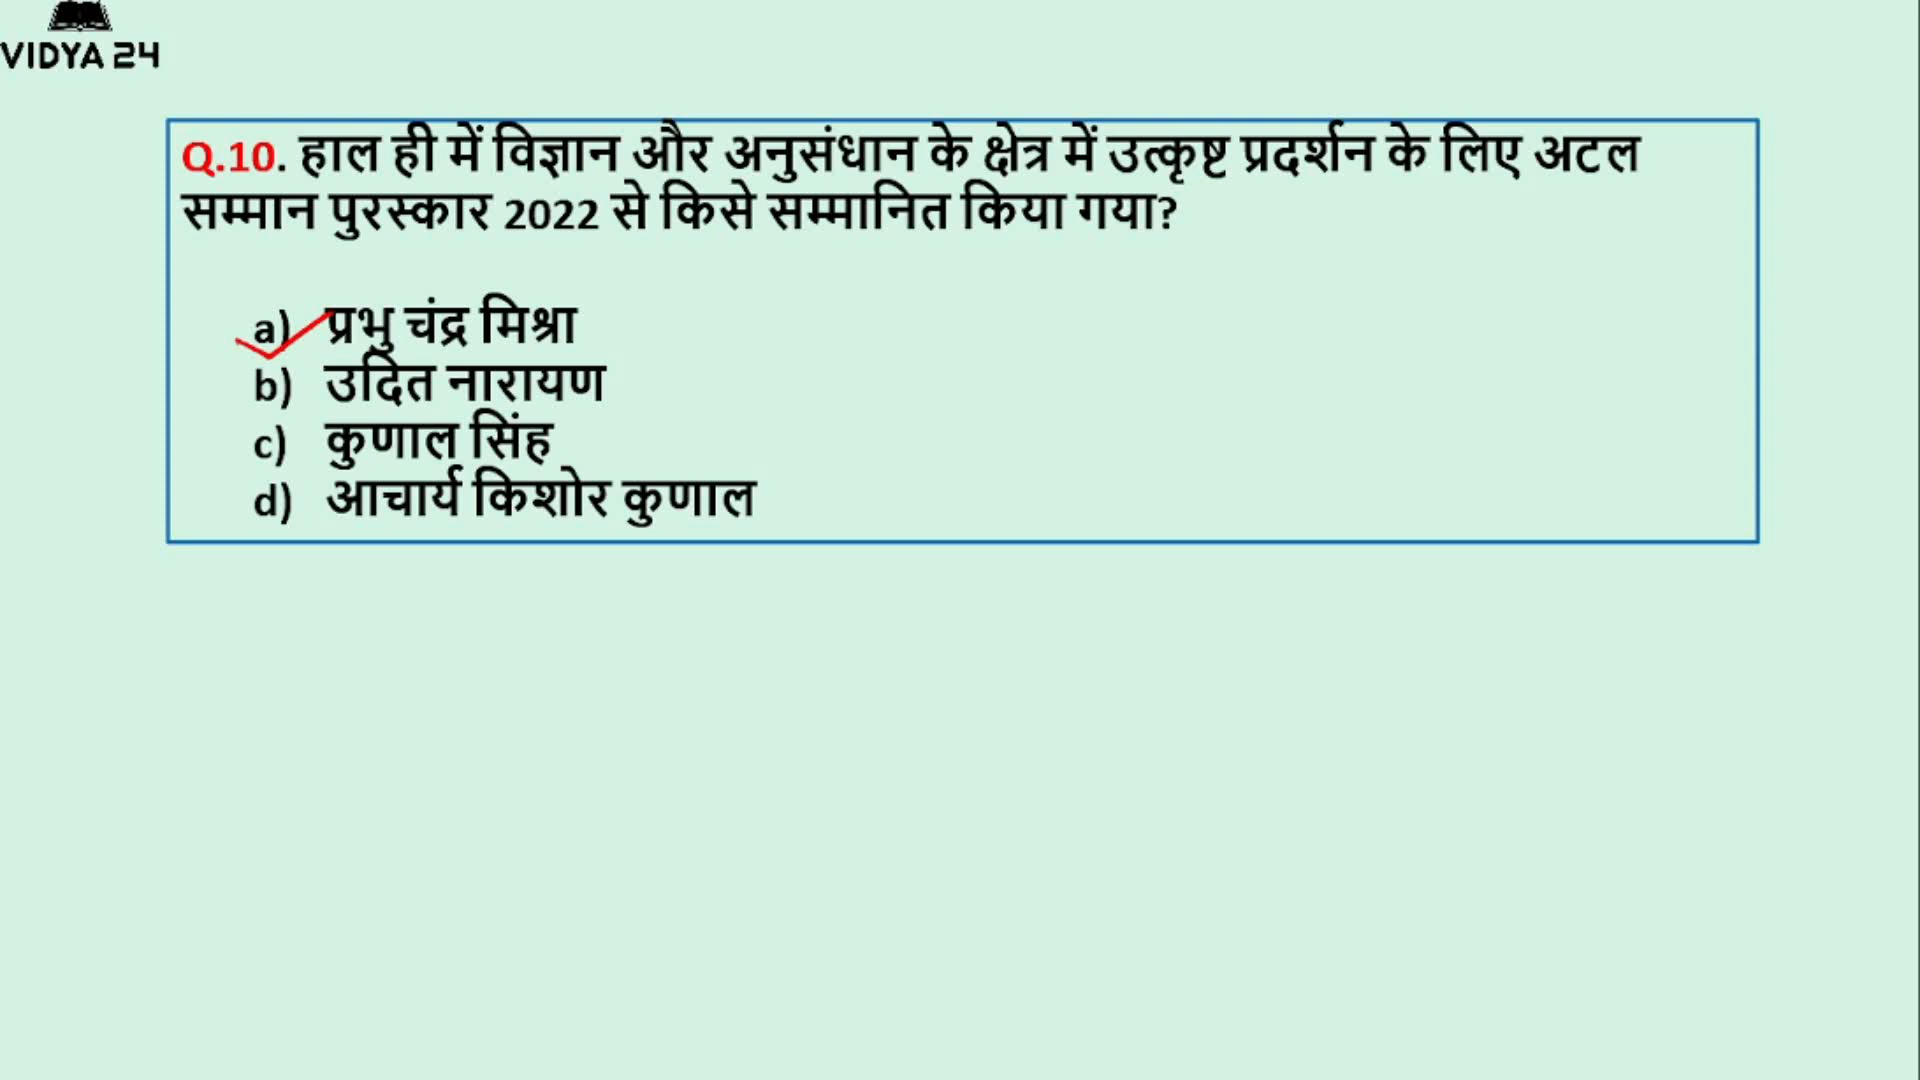 VIDYA 24
Q.10. हाल ही में विज्ञान और अनुसंधान के क्षेत्र में उत्कृष्ट प्रदर्शन के लिए अटल
सम्मान पुरस्कार 2022 से किसे सम्मानित किया गया?
a) प्रभु चंद्र मिश्रा
b) उदित नारायण
c) कुणाल सिंह
d) आचार्य किशोर कुणाल